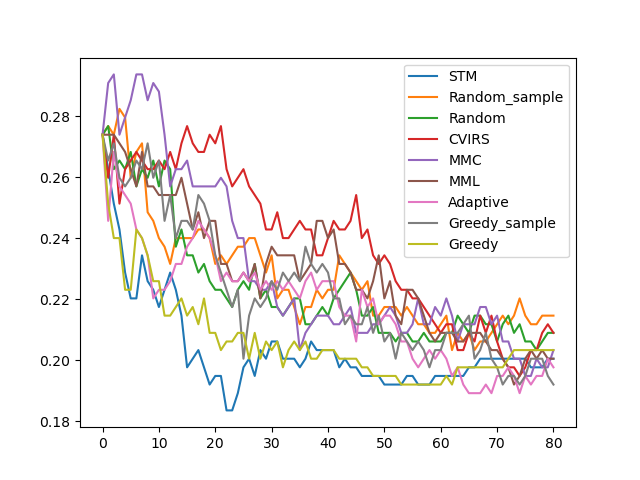 0.28
0.26
0.24
0.22
0.20
0.18
0 10 20 30 40 50 60 70 80
STM
Random_sample
Random
CVIRS
MMC
MML
Adaptive
Greedy_sample
Greedy